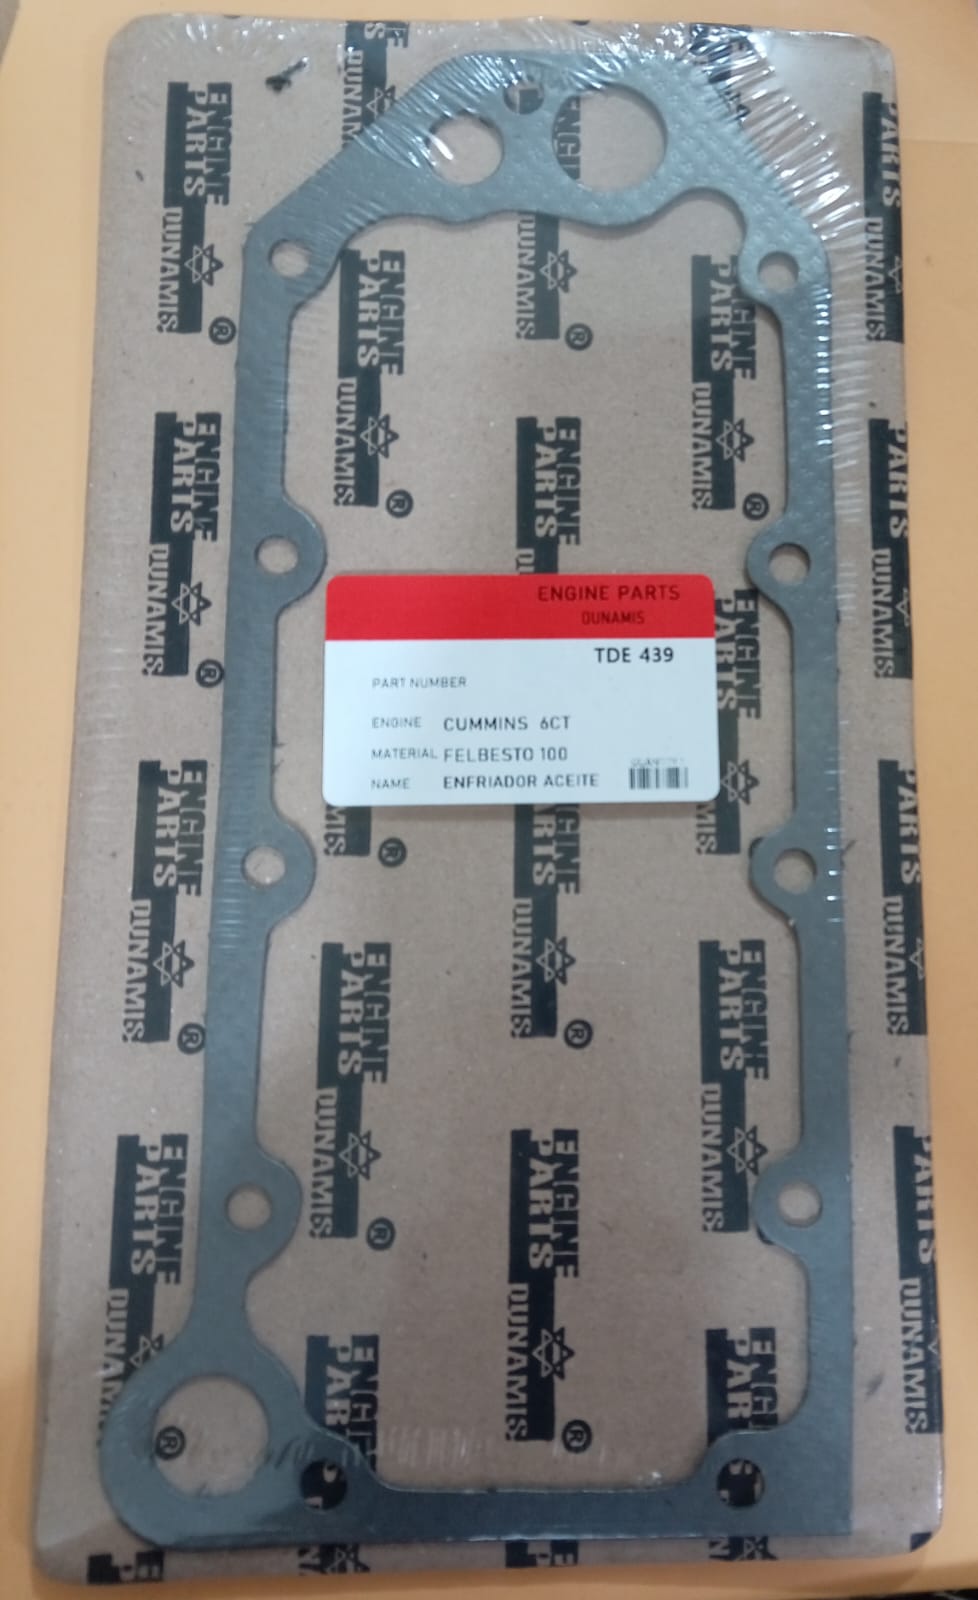 ENGINE PARTS
DUNAMIS
TDE 439
PART NUMBER
ENGINE CUMMINS 6CT
MATERIAL FELBESTO 100
NAME ENFRIADOR ACEITE
ENGINE
PARTS
DUNAMIS
®